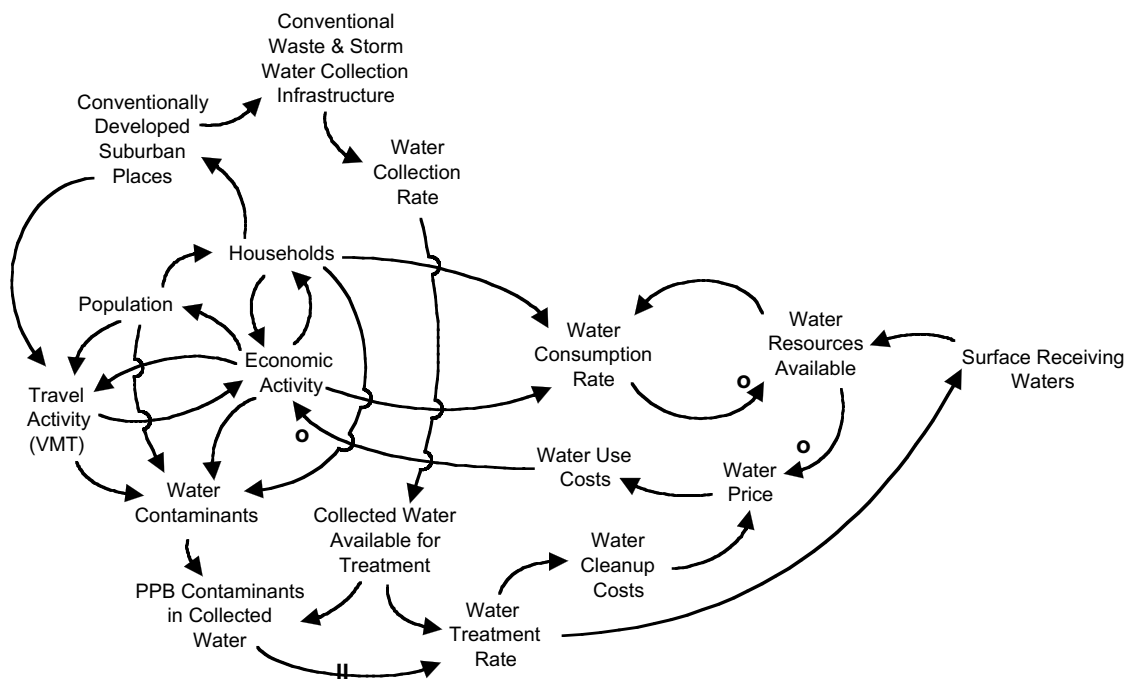 Conventional
Waste & Storm
Water Collection
Infrastructure
Conventionally
Developed
Suburban
Places
Water
Collection
Rate
Households
Population
Economic
Activity
Travel
Activity
(VMT)
Water
Consumption
Rate
Water
Resources
Available
Surface Receiving
Waters
o
o
o
Water Use
Costs
Water
Price
Water
Contaminants
Collected Water
Available for
Treatment
Water
Cleanup
Costs
PPB Contaminants
in Collected
Water
Water
Treatment
Rate